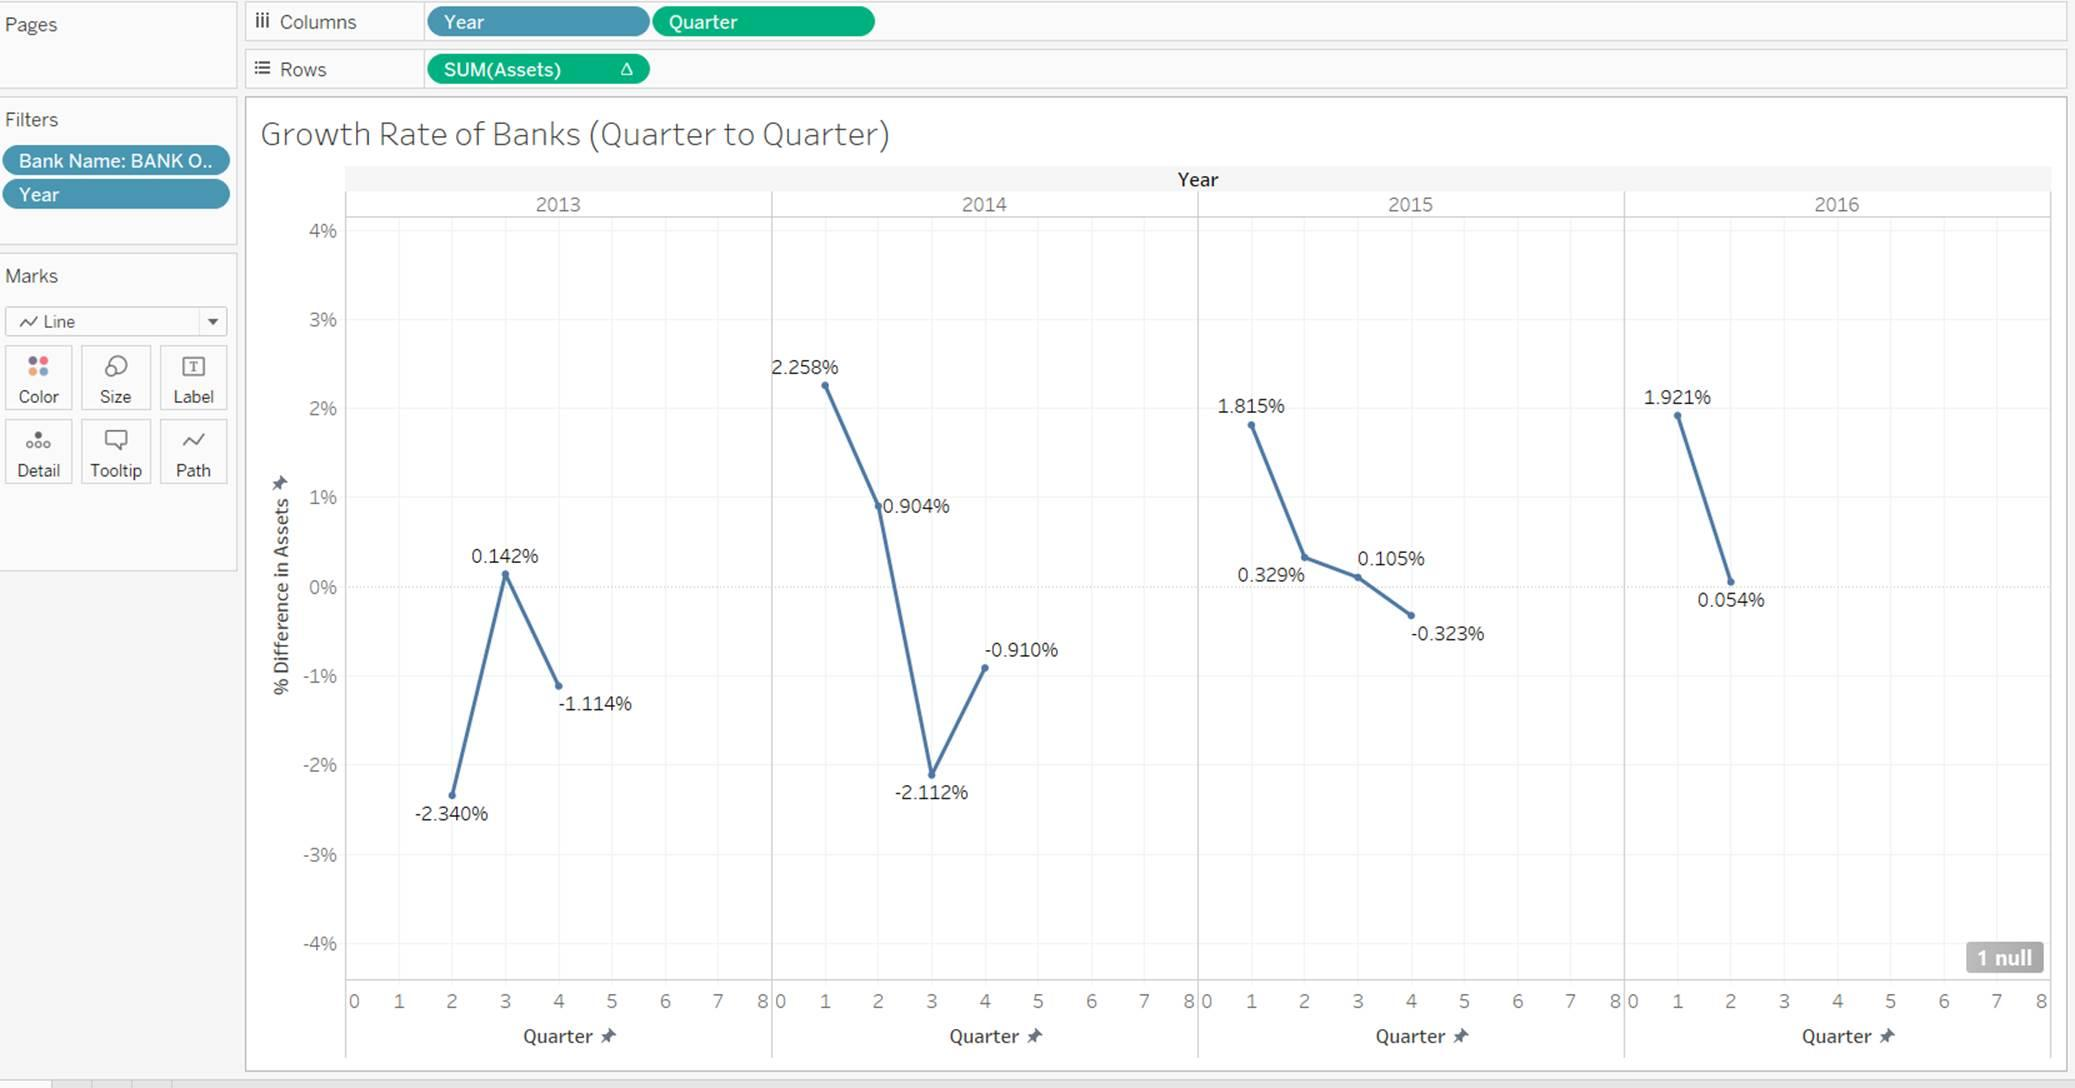 Pages
Columns
Year
Quarter
Rows
SUM(Assets) Δ
Filters
Bank Name: BANK O..
Year
Marks
Line
Color
Size
Label
Detail
Tooltip
Path
Growth Rate of Banks (Quarter to Quarter)
Year
2013
2014
2015
2016
% Difference in Assets
4%
3%
2%
1%
0%
-1%
-2%
-3%
-4%
-2.340%
0.142%
-1.114%
2.258%
0.904%
-2.112%
-0.910%
1.815%
0.329%
0.105%
-0.323%
1.921%
0.054%
1 null
0 1 2 3 4 5 6 7 8
0 1 2 3 4 5 6 7 8
0 1 2 3 4 5 6 7 8
0 1 2 3 4 5 6 7 8
Quarter
Quarter
Quarter
Quarter